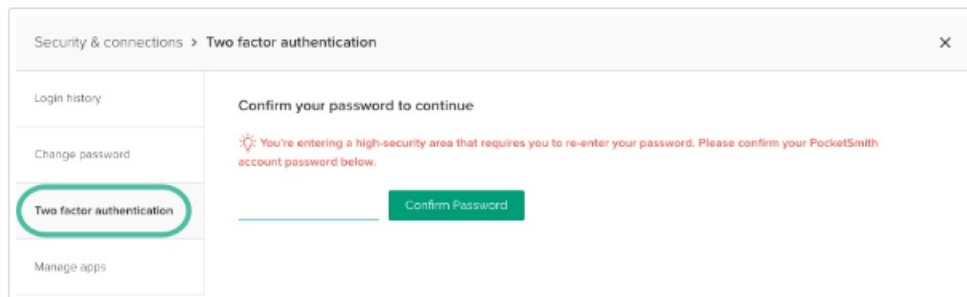 Security & connections > Two factor authentication
Login history
Change password
Two factor authentication
Manage apps
Confirm your password to continue
You're entering a high-security area that requires you to re-enter your password. Please confirm your PocketSmith
account password below.
Confirm Password